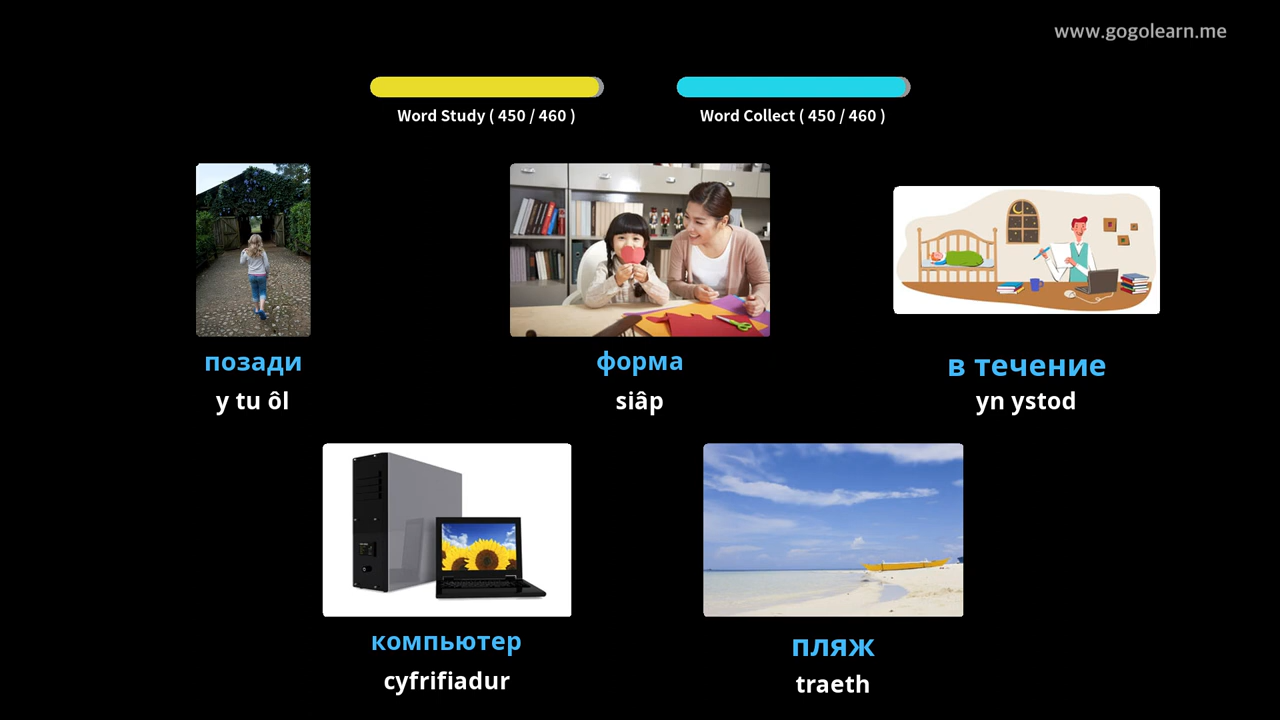 www.gogolearn.me
Word Study ( 450 / 460 )
Word Collect ( 450 / 460 )
позади
y tu ôl
форма
siâp
в течение
yn ystod
компьютер
cyfrifiadur
пляж
traeth